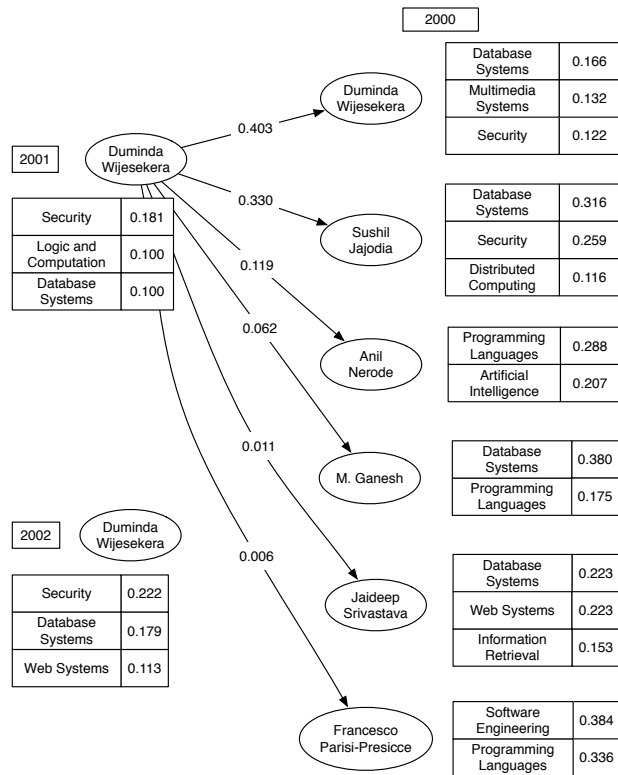 2000
Database
Systems
0.166
Multimedia
Systems
0.132
Security
0.122
Duminda
Wijesekera
0.403
2001
Duminda
Wijesekera
Security
0.181
Logic and
Computation
0.100
Database
Systems
0.100
0.330
Sushil
Jajodia
Database
Systems
0.316
Security
0.259
Distributed
Computing
0.116
0.119
Anil
Nerode
Programming
Languages
0.288
Artificial
Intelligence
0.207
0.062
M. Ganesh
Database
Systems
0.380
Programming
Languages
0.175
0.011
Jaideep
Srivastava
Database
Systems
0.223
Web Systems
0.223
Information
Retrieval
0.153
2002
Duminda
Wijesekera
Security
0.222
Database
Systems
0.179
Web Systems
0.113
0.006
Francesco
Parisi-Presicce
Software
Engineering
0.384
Programming
Languages
0.336